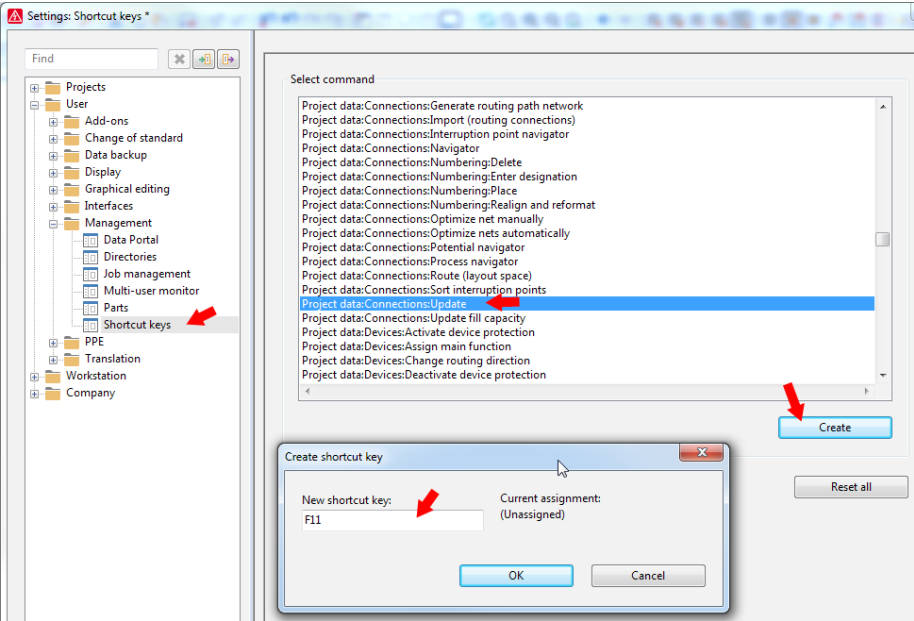 Settings: Shortcut keys *
Find
Projects
User
Add-ons
Change of standard
Data backup
Display
Graphical editing
Interfaces
Management
Data Portal
Directories
Job management
Multi-user monitor
Parts
Shortcut keys
PPE
Translation
Workstation
Company
Select command
Project data:Connections:Generate routing path network
Project data:Connections:Import (routing connections)
Project data:Connections:Interruption point navigator
Project data:Connections:Navigator
Project data:Connections:Numbering:Delete
Project data:Connections:Numbering:Enter designation
Project data:Connections:Numbering:Place
Project data:Connections:Numbering:Realign and reformat
Project data:Connections:Optimize net manually
Project data:Connections:Optimize nets automatically
Project data:Connections:Potential navigator
Project data:Connections:Process navigator
Project data:Connections:Route (layout space)
Project data:Connections:Sort interruption points
Project data:Connections:Update
Project data:Connections:Update fill capacity
Project data:Devices:Activate device protection
Project data:Devices:Assign main function
Project data:Devices:Change routing direction
Project data:Devices:Deactivate device protection
Create
Reset all
Create shortcut key
New shortcut key:
F11
Current assignment:
(Unassigned)
OK
Cancel